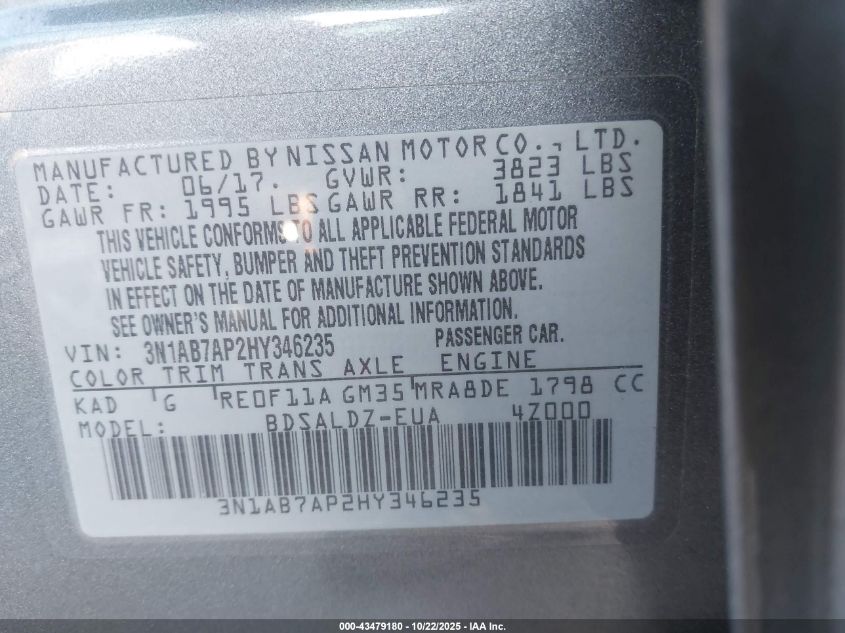 MANUFACTURED BY NISSAN MOTOR CO., LTD.
DATE: 06/17. GVWR: 3823 LBS
GAWR FR: 1995 LBS GAWR RR: 1841 LBS
THIS VEHICLE CONFORMS TO ALL APPLICABLE FEDERAL MOTOR
VEHICLE SAFETY, BUMPER AND THEFT PREVENTION STANDARDS
IN EFFECT ON THE DATE OF MANUFACTURE SHOWN ABOVE.
SEE OWNER'S MANUAL FOR ADDITIONAL INFORMATION.
VIN: 3N1AB7AP2HY346235 PASSENGER CAR.
COLOR TRIM TRANS AXLE ENGINE
KAD G RE0F11A GM35 MRA8DE 1798 CC
MODEL: BDSALDZ-EUA 4Z000
3N1AB7AP2HY346235
000-43479180 - 10/22/2025 - IAA Inc.